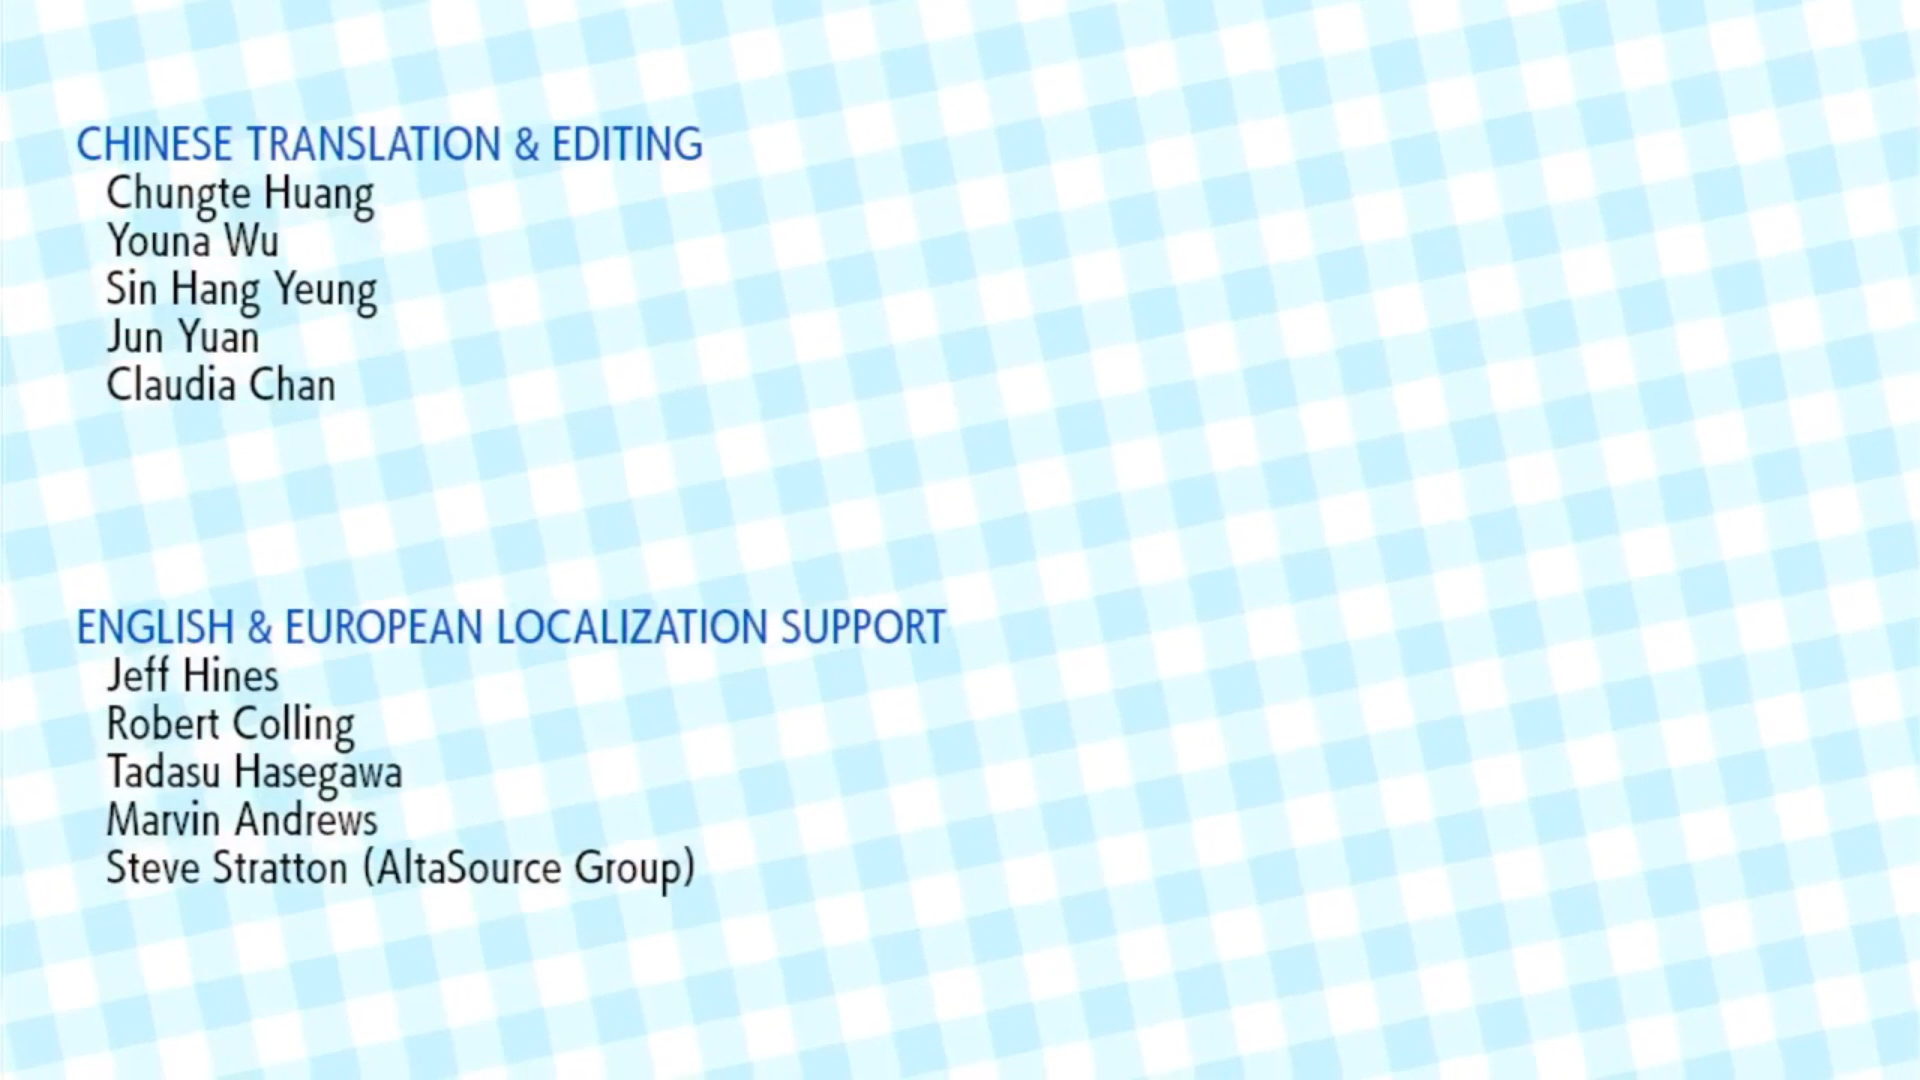 CHINESE TRANSLATION & EDITING
Chungte Huang
Youna Wu
Sin Hang Yeung
Jun Yuan
Claudia Chan
ENGLISH & EUROPEAN LOCALIZATION SUPPORT
Jeff Hines
Robert Colling
Tadasu Hasegawa
Marvin Andrews
Steve Stratton (AltaSource Group)